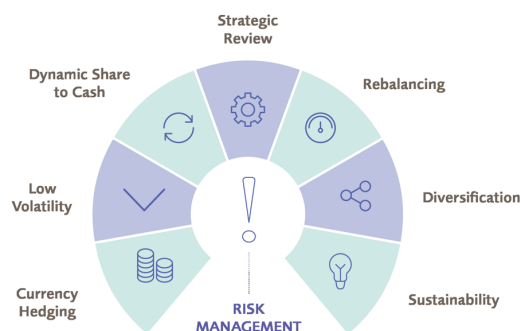 Strategic
Review
Dynamic Share
to Cash
Rebalancing
Low
Volatility
Diversification
Currency
Hedging
Sustainability
RISK
MANAGEMENT